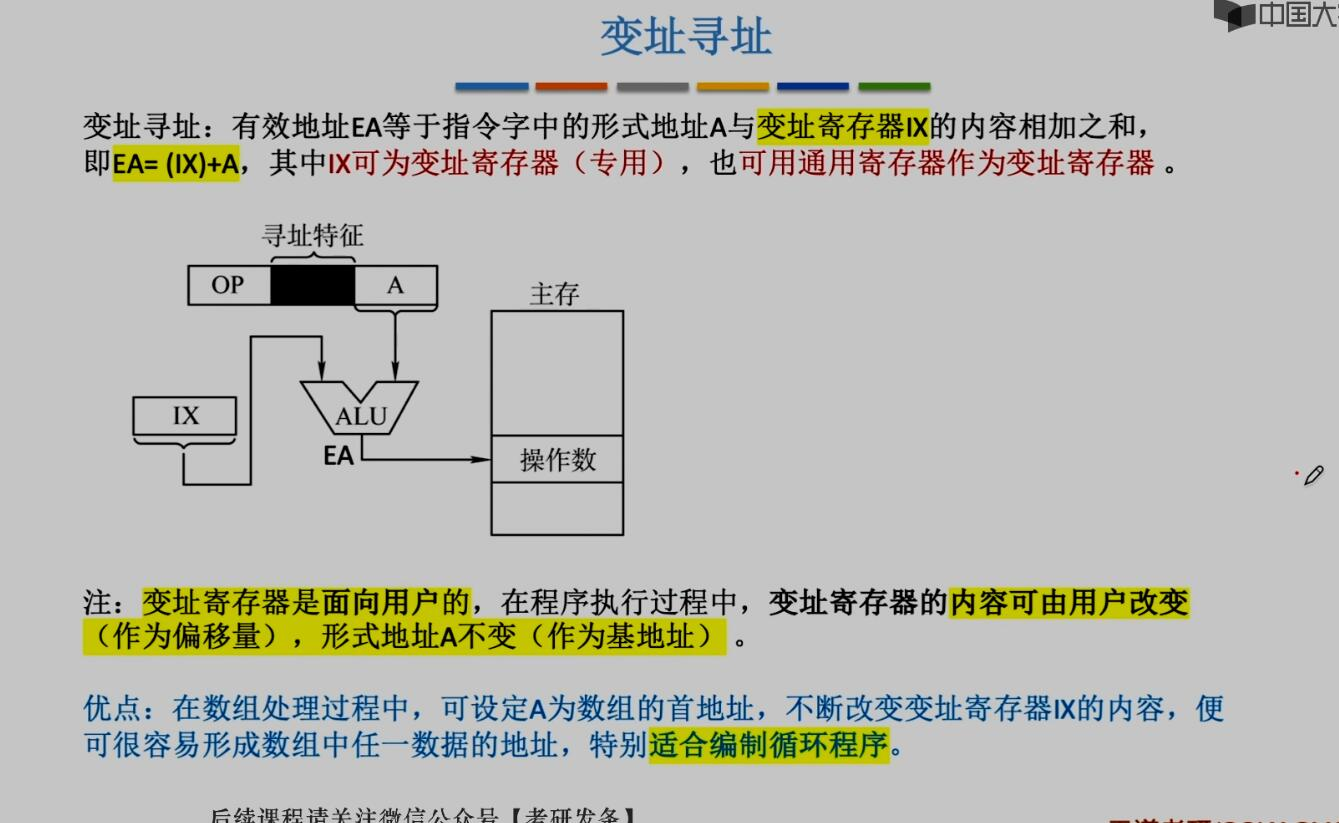 中国大
变址寻址
变址寻址：有效地址EA等于指令字中的形式地址A与变址寄存器IX的内容相加之和，
即EA= (IX)+A，其中IX可为变址寄存器（专用），也可用通用寄存器作为变址寄存器 。
寻址特征
OP
A
主存
IX
ALU
EA
操作数
注：变址寄存器是面向用户的，在程序执行过程中，变址寄存器的内容可由用户改变
（作为偏移量），形式地址A不变（作为基地址）。
优点：在数组处理过程中，可设定A为数组的首地址，不断改变变址寄存器IX的内容，便
可很容易形成数组中任一数据的地址，特别适合编制循环程序。
后续课程请关注微信公众号【考研发条】